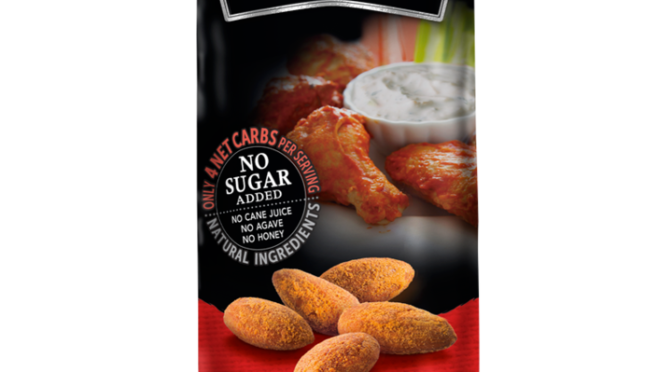 ONLY 4 NET CARBS PER SERVING
NO
SUGAR
ADDED
NO CANE JUICE
NO AGAVE
NO HONEY
NATURAL INGREDIENTS